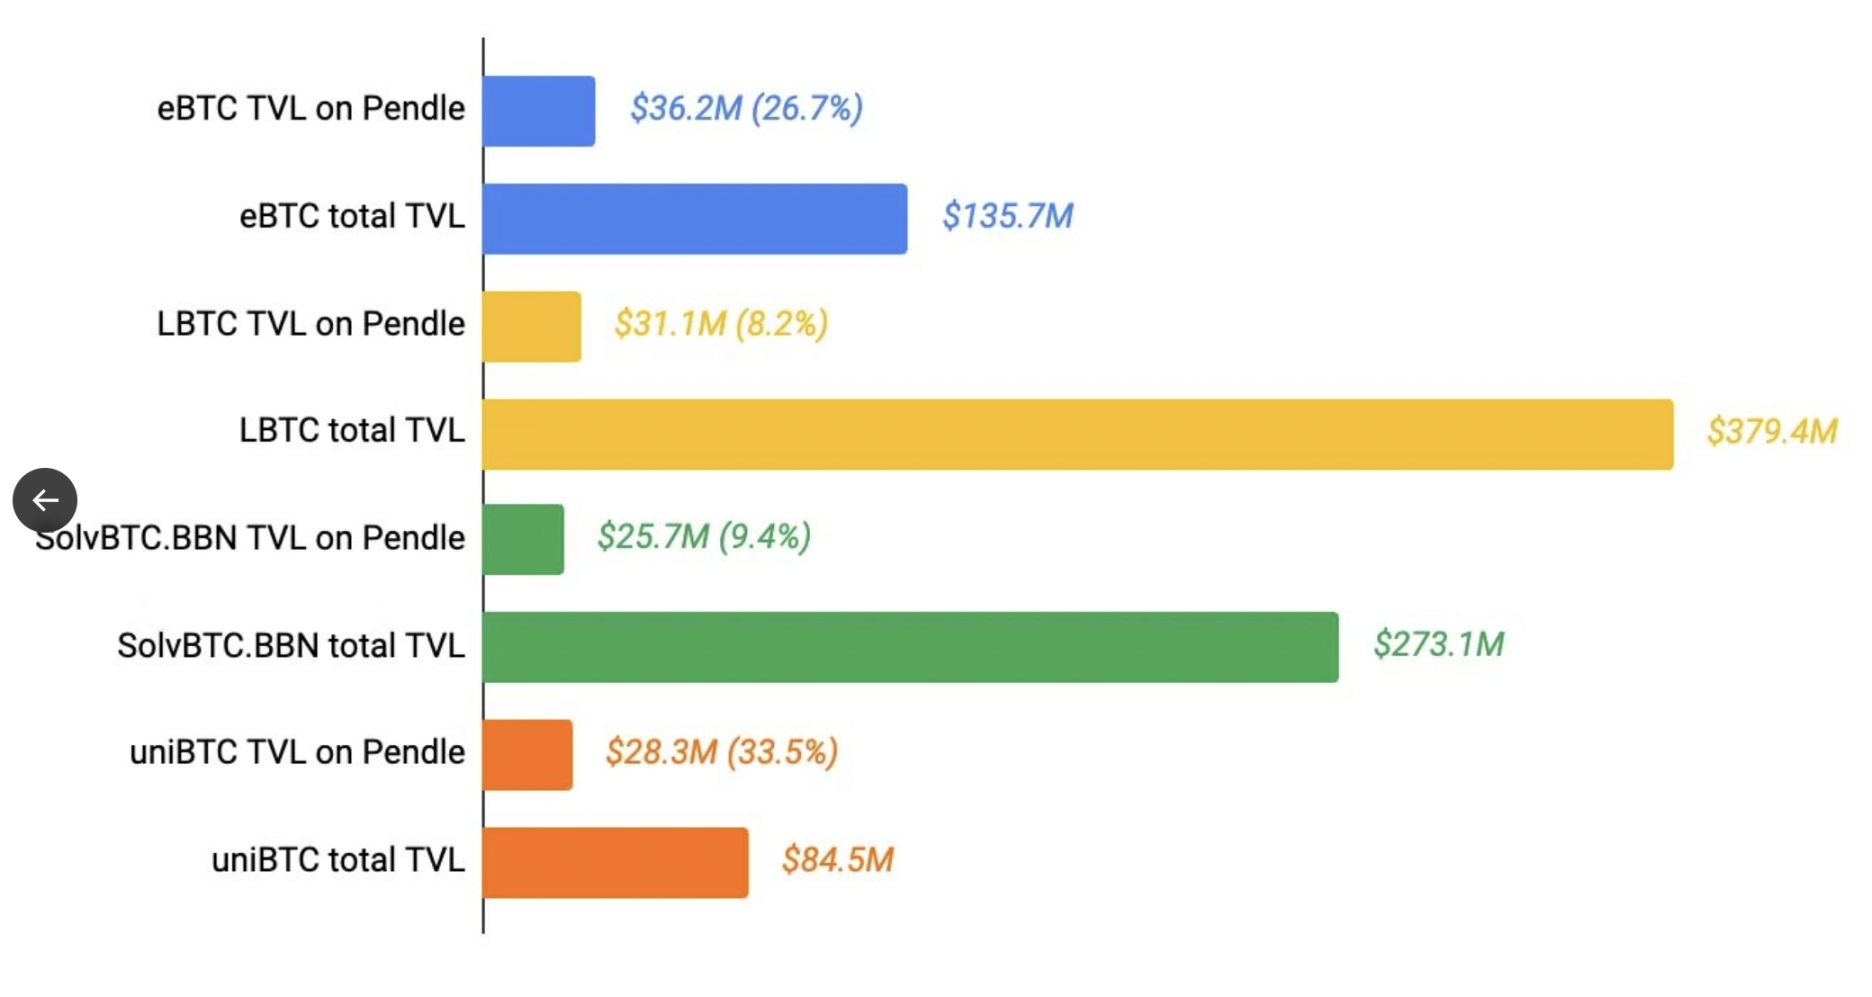 eBTC TVL on Pendle $36.2M (26.7%)
eBTC total TVL $135.7M
LBTC TVL on Pendle $31.1M (8.2%)
LBTC total TVL $379.4M
SolvBTC.BBN TVL on Pendle $25.7M (9.4%)
SolvBTC.BBN total TVL $273.1M
uniBTC TVL on Pendle $28.3M (33.5%)
uniBTC total TVL $84.5M